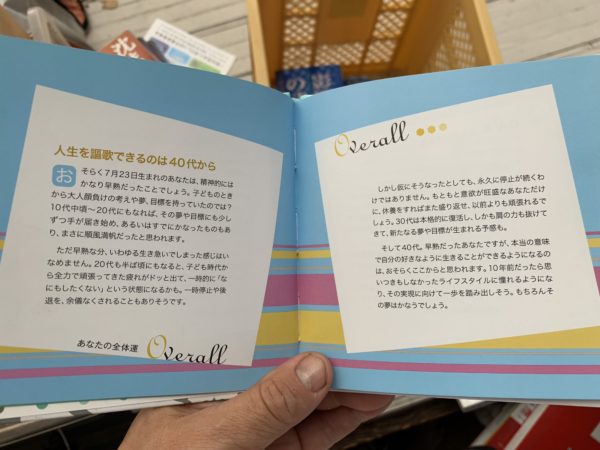 人生を謳歌できるのは40代から
おそらく7月23日生まれのあなたは、精神的には
かなり早熟だったことでしょう。子どものとき
から大人顔負けの考えや夢、目標を持っていたのでは?
10代中頃〜20代にもなれば、その夢や目標にも少し
ずつ手が届き始め、あるいはすでにかなったものもあ
り、まさに順風満帆だったと思われます。
ただ早熟な分、いわゆる生き急いでしまった感じはい
なめません。20代も半ば頃にもなると、子ども時代か
ら全力で頑張ってきた疲れがドッと出て、一時的に「な
にもしたくない」という状態になるかも。一時停止や後
退を、余儀なくされることもありそうです。
あなたの全体運 Overall
Overall
しかし仮にそうなったとしても、永久に停止が続くわ
けではありません。もともと意欲が旺盛なあなただけ
に、休養をすればまた盛り返せ、以前よりも頑張れるで
しょう。30代は本格的に復活し、しかも肩の力も抜けて
きて、新たなる夢や目標が生まれる予感も。
そして40代。早熟だったあなたですが、本当の意味
で自分の好きなように生きることができるようになるの
は、おそらくここからと思われます。10年前だったら思
いつきもしなかったライフスタイルに憧れるようにな
り、その実現に向けて一歩を踏み出しそう。もちろんそ
の夢はかなうでしょう。